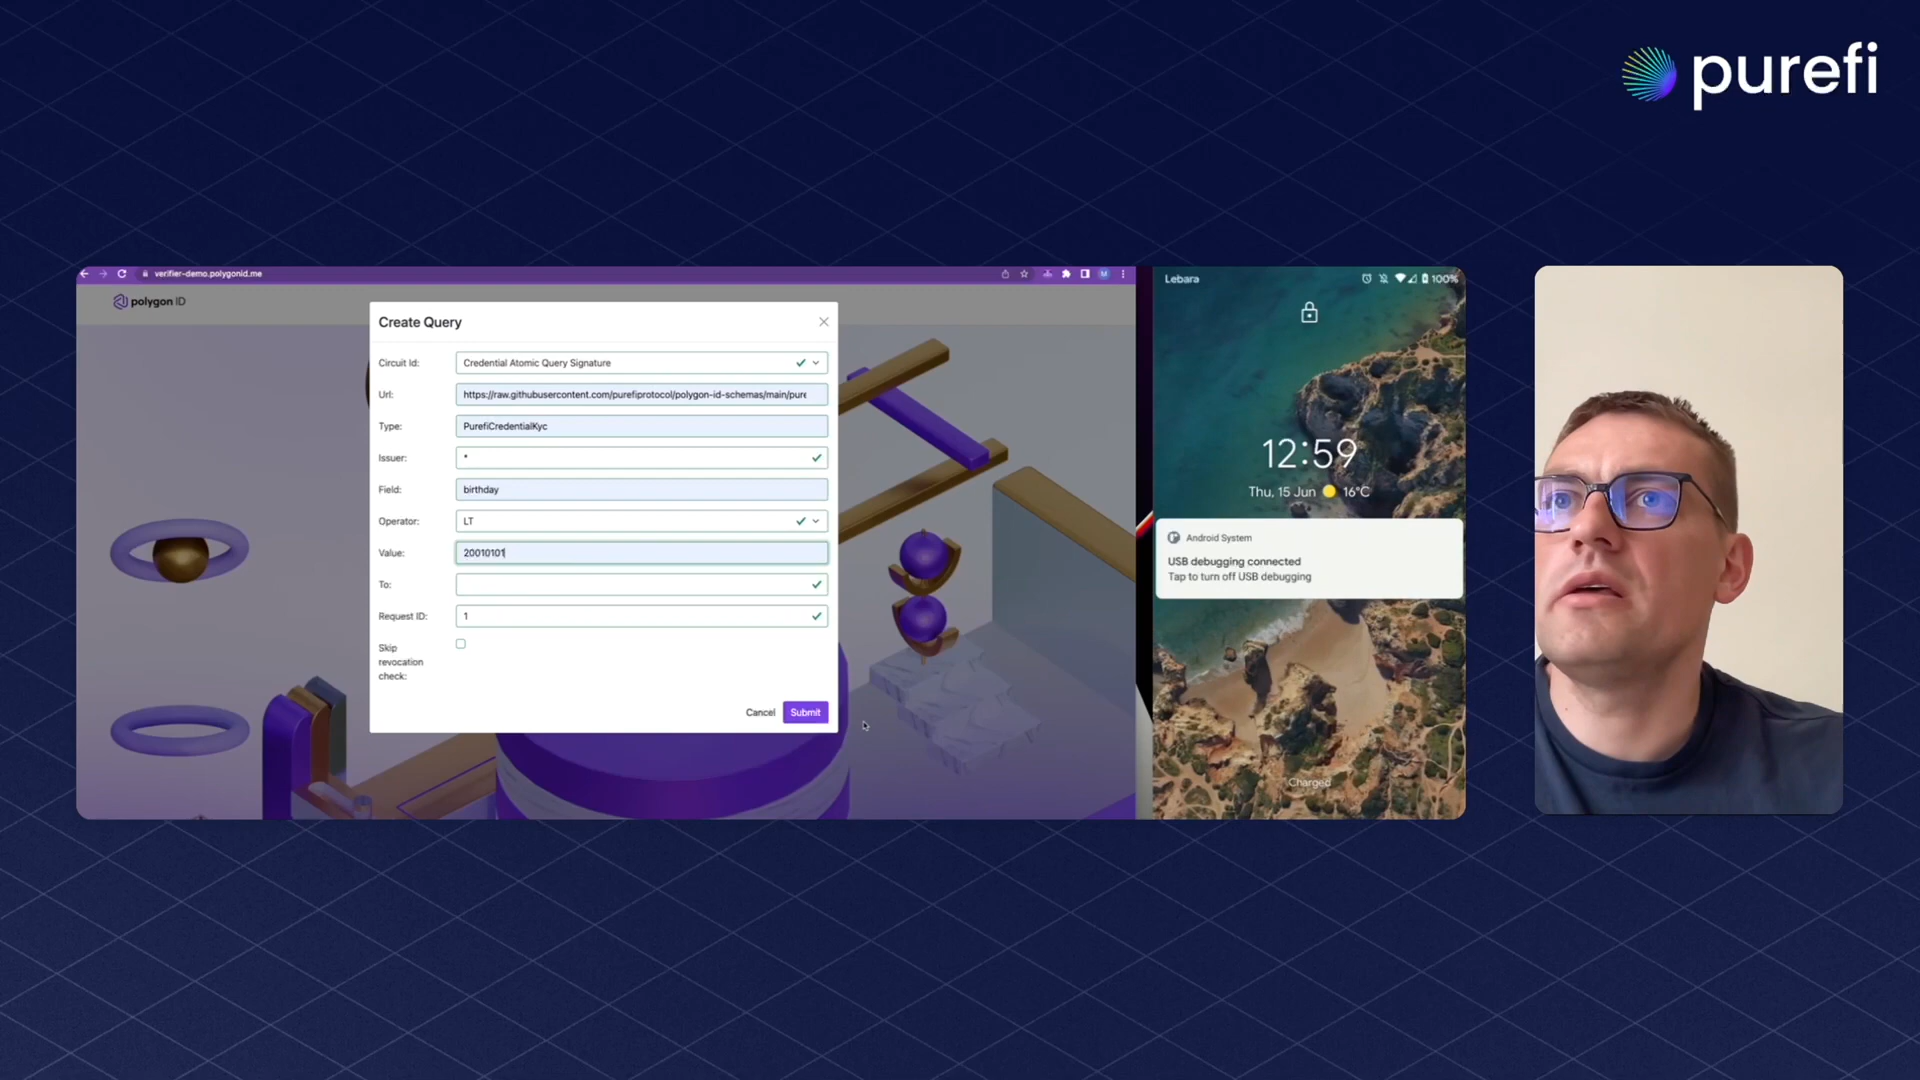 purefi
verifier-demo.polygonid.me
M
polygon ID
Create Query
Circuit Id:
Credential Atomic Query Signature
Url:
https://raw.githubusercontent.com/purefiprotocol/polygon-id-schemas/main/pure
Type:
PurefiCredentialKyc
Issuer:
*
Field:
birthday
Operator:
LT
Value:
20010101
To:
Request ID:
1
Skip
revocation
check:
Cancel
Submit
Lebara
100%
12:59
Thu, 15 Jun 16°C
Android System
USB debugging connected
Tap to turn off USB debugging
Charged